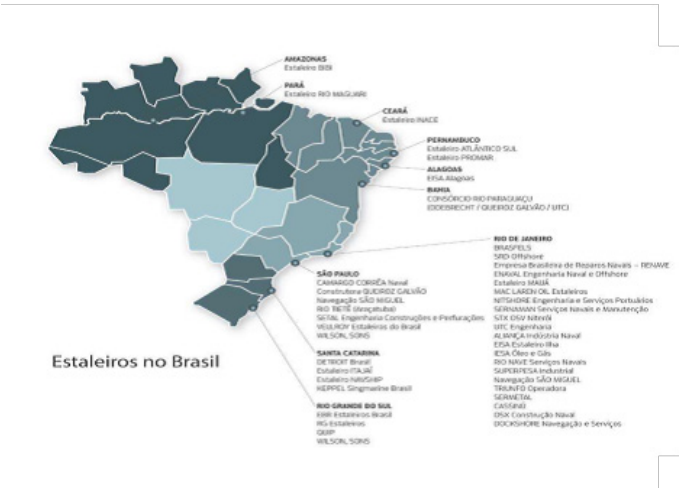 AMAZONAS
Estaleiro BIBI
PARÁ
Estaleiro RIO MAGUARI
CEARÁ
Estaleiro INACE
PERNAMBUCO
Estaleiro ATLÂNTICO SUL
Estaleiro PROMAR
ALAGOAS
EISA Alagoas
BAHIA
CONSÓRCIO RIO PARAGUAÇU
(ODEBRECHT / QUEIROZ GALVÃO / UTC)
RIO DE JANEIRO
BRASFELS
SRD Offshore
Empresa Brasileira de Reparos Navais – RENAVE
ENAVAL Engenharia Naval e Offshore
Estaleiro MAUÁ
MAC LAREN OIL Estaleiros
NITSHORE Engenharia e Serviços Portuários
SERMAMAN Serviços Navais e Manutenção
STX OSV Niterói
UTC Engenharia
ALIANÇA Indústria Naval
EISA Estaleiro Ilha
IESA Óleo e Gás
RIO NAVE Serviços Navais
SUPERPESA Industrial
Navegação SÃO MIGUEL
TRIUNFO Operadora
SERMETAL
CASSINÚ
OSX Construção Naval
DOCKSHORE Navegação e Serviços
SÃO PAULO
CAMARGO CORRÊA Naval
Construtora QUEIROZ GALVÃO
Navegação SÃO MIGUEL
RIO TIETÊ (Araçatuba)
SETAL Engenharia Construções e Perfurações
VELLROY Estaleiros do Brasil
WILSON, SONS
SANTA CATARINA
DETROIT Brasil
Estaleiro ITAJAÍ
Estaleiro NAVSHIP
KEPPEL Singmarine Brasil
RIO GRANDE DO SUL
EBR Estaleiros Brasil
RG Estaleiros
QUIP
WILSON, SONS
Estaleiros no Brasil